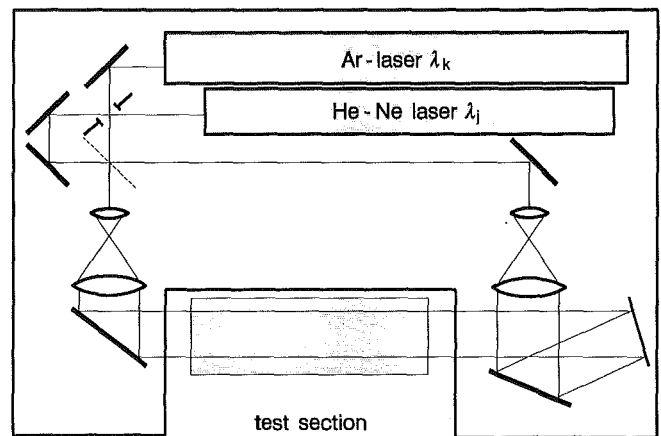 Ar-laser λk
He-Ne laser λj
test section